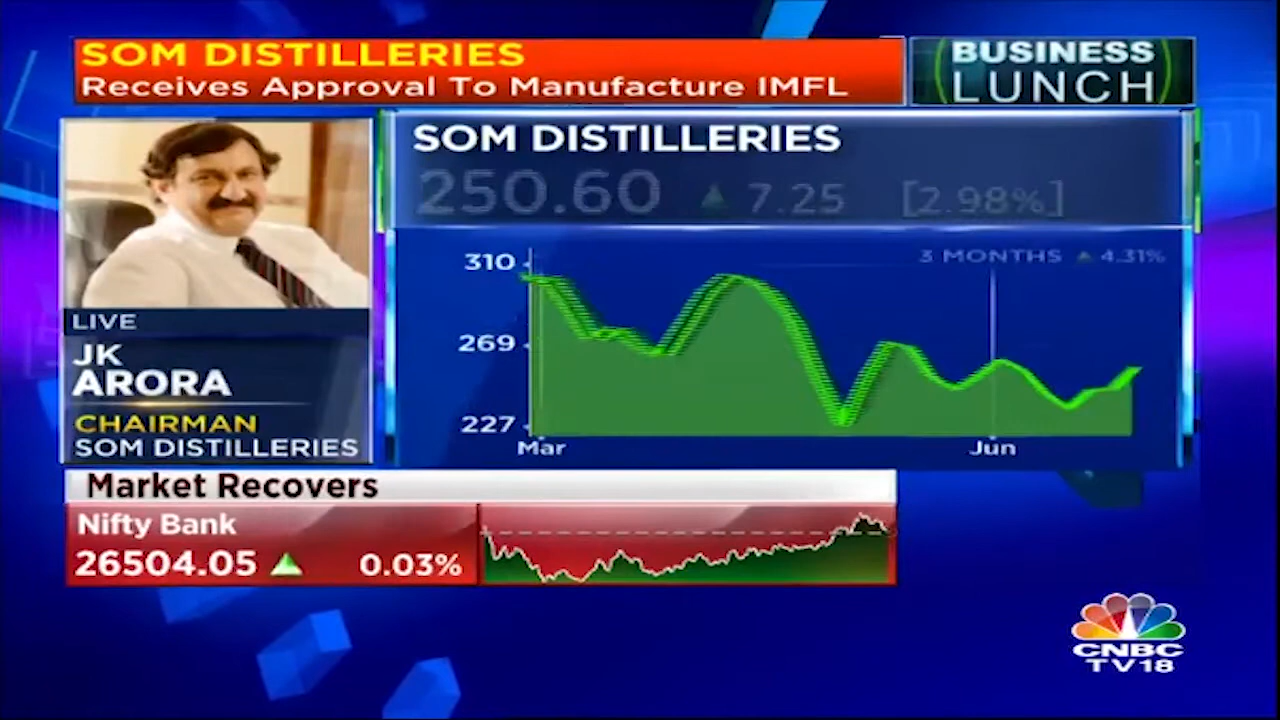 SOM DISTILLERIES
Receives Approval To Manufacture IMFL
BUSINESS
LUNCH
SOM DISTILLERIES
250.60 ▲ 7.25 [2.98%]
3 MONTHS ▲ 4.31%
310
269
227
Mar
Jun
LIVE
JK
ARORA
CHAIRMAN
SOM DISTILLERIES
Market Recovers
Nifty Bank
26504.05 ▲ 0.03%
CNBC
TV18